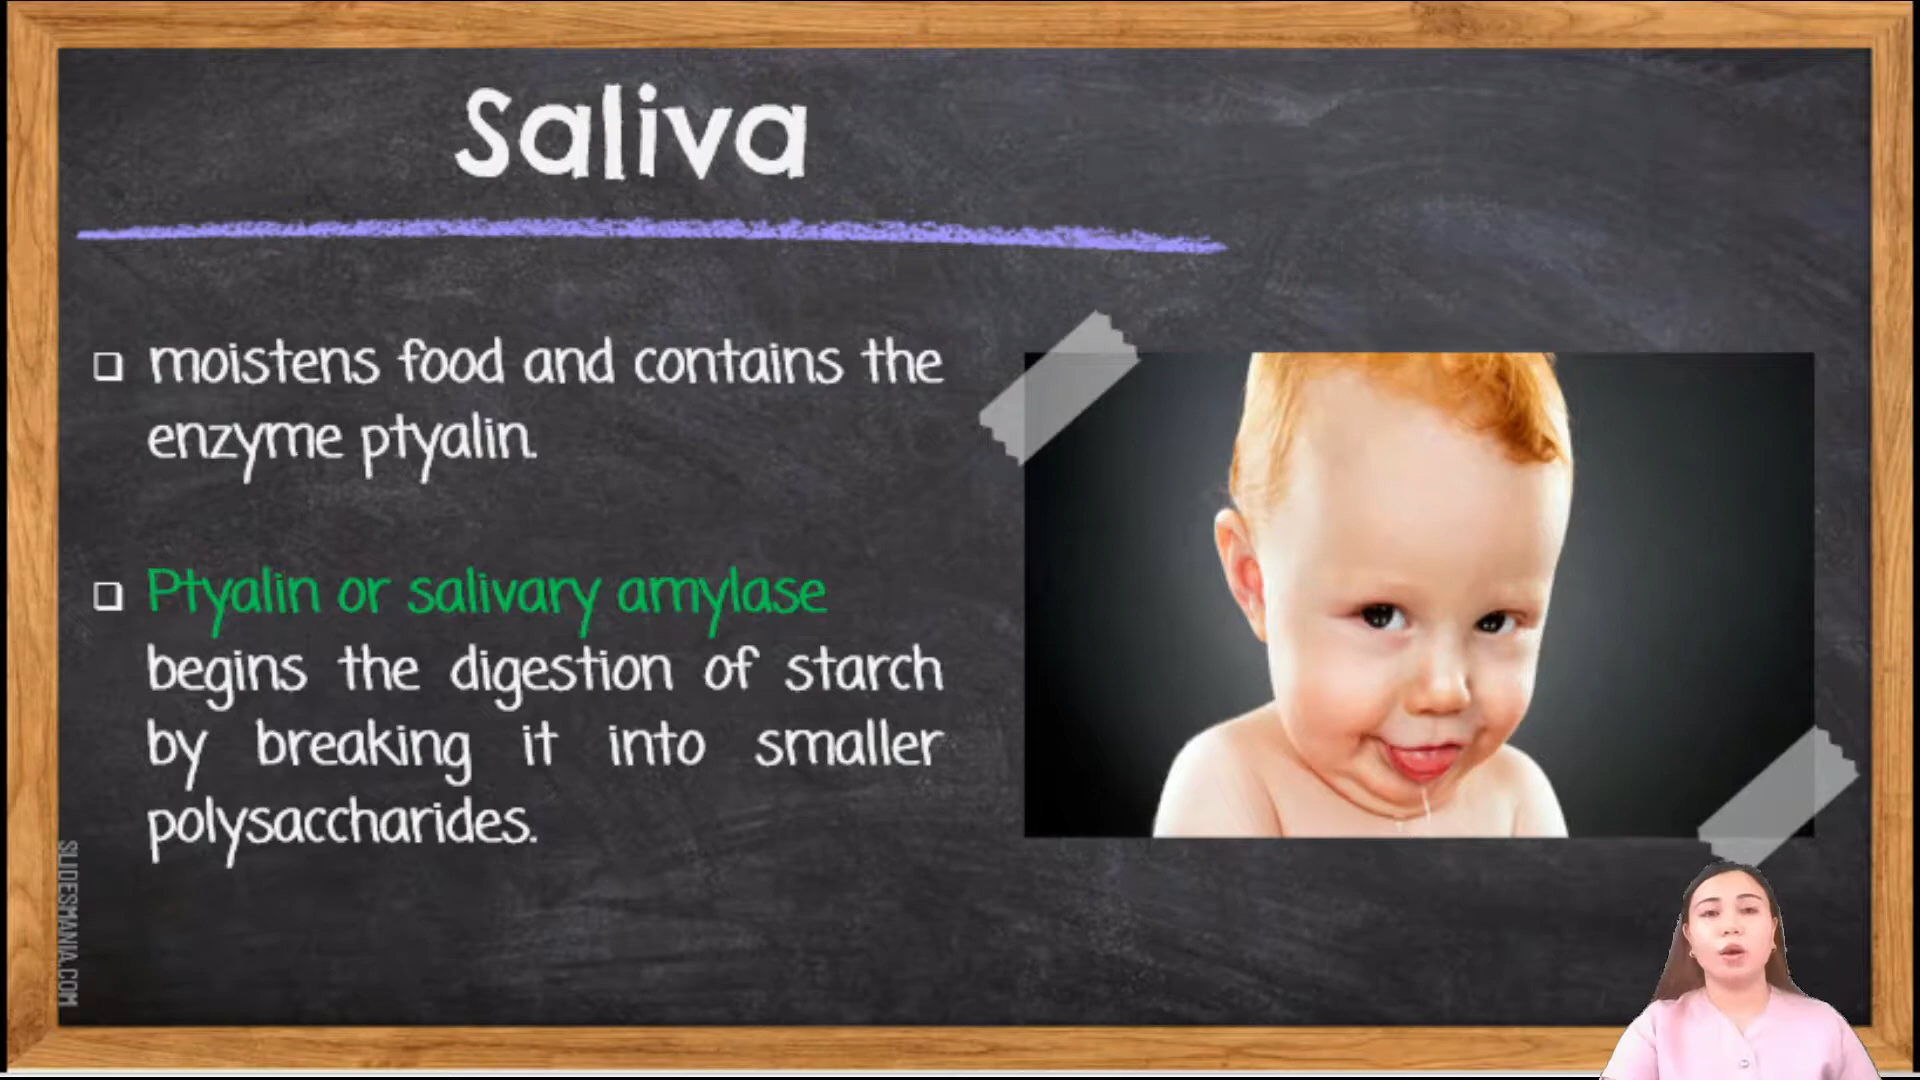 Saliva
moistens food and contains the
enzyme ptyalin.
Ptyalin or salivary amylase
begins the digestion of starch
by breaking it into smaller
polysaccharides.
SLIDESMANIA.COM